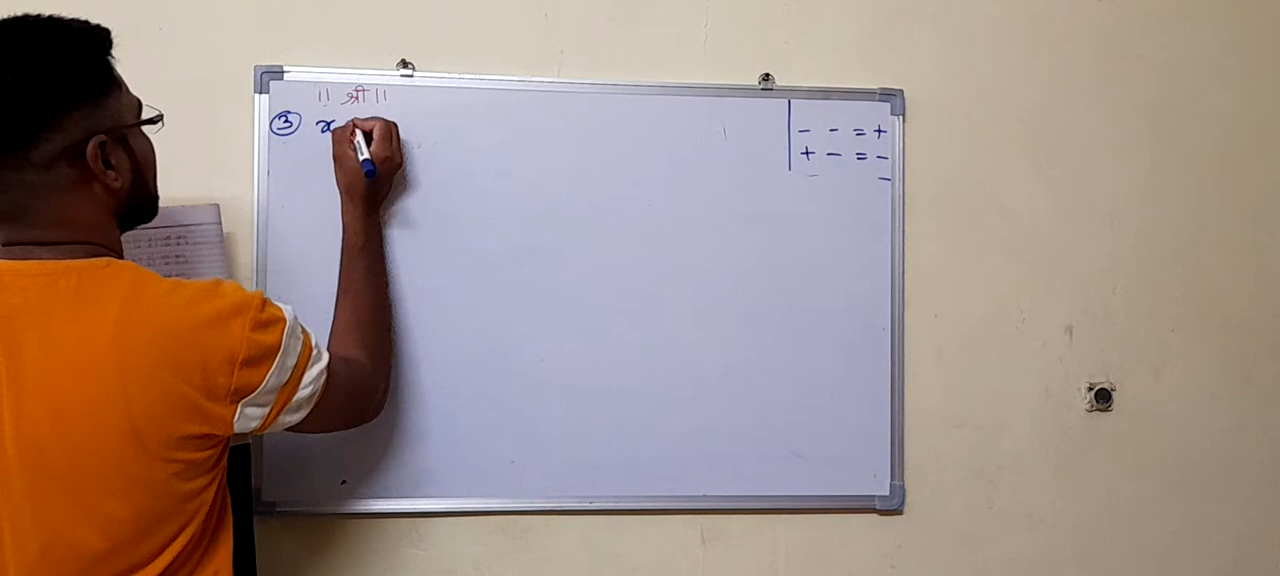 || श्री ||
③ x
- - = +
+ - = -
- -